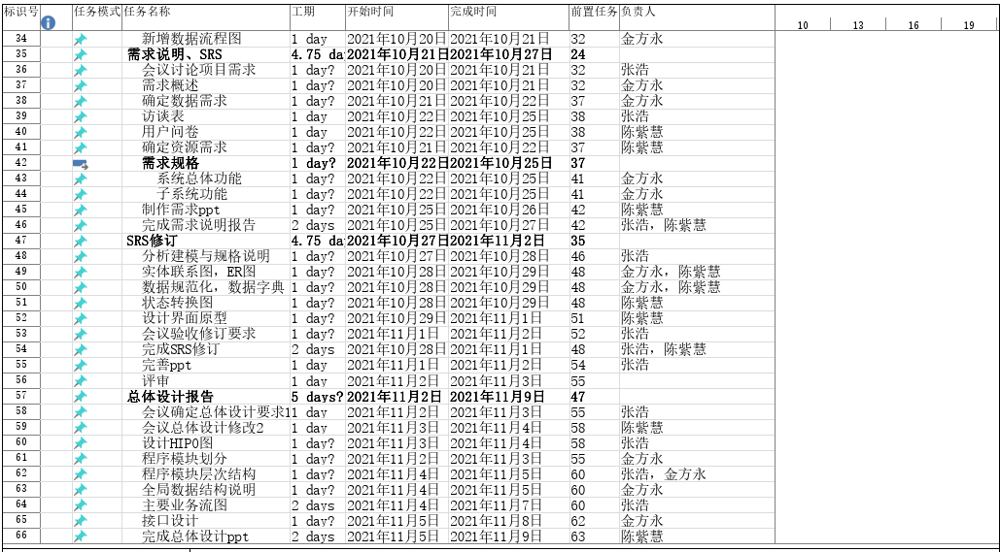 标识号 任务模式 任务名称 工期 开始时间 完成时间 前置任务 负责人
10 13 16 19
34 新增数据流程图 1 day 2021年10月20日 2021年10月21日 32 金方永
35 需求说明、SRS 4.75 da 2021年10月21日 2021年10月27日 24
36 会议讨论项目需求 1 day? 2021年10月20日 2021年10月21日 32 张浩
37 需求概述 1 day? 2021年10月20日 2021年10月21日 32 金方永
38 确定数据需求 1 day? 2021年10月21日 2021年10月22日 37 金方永
39 访谈表 1 day 2021年10月22日 2021年10月25日 38 张浩
40 用户问卷 1 day 2021年10月22日 2021年10月25日 38 陈紫慧
41 确定资源需求 1 day? 2021年10月21日 2021年10月22日 37 陈紫慧
42 需求规格 1 day? 2021年10月22日 2021年10月25日 37
43 系统总体功能 1 day? 2021年10月22日 2021年10月25日 41 金方永
44 子系统功能 1 day? 2021年10月22日 2021年10月25日 41 金方永
45 制作需求ppt 1 day? 2021年10月25日 2021年10月26日 42 陈紫慧
46 完成需求说明报告 2 days 2021年10月25日 2021年10月27日 42 张浩，陈紫慧
47 SRS修订 4.75 da 2021年10月27日 2021年11月2日 35
48 分析建模与规格说明 1 day? 2021年10月27日 2021年10月28日 46 张浩
49 实体联系图，ER图 1 day? 2021年10月28日 2021年10月29日 48 金方永，陈紫慧
50 数据规范化，数据字典 1 day? 2021年10月28日 2021年10月29日 48 金方永，陈紫慧
51 状态转换图 1 day? 2021年10月28日 2021年10月29日 48 陈紫慧
52 设计界面原型 1 day? 2021年10月29日 2021年11月1日 51 陈紫慧
53 会议验收修订要求 1 day? 2021年11月1日 2021年11月2日 52 张浩
54 完成SRS修订 2 days 2021年10月28日 2021年11月1日 48 张浩，陈紫慧
55 完善ppt 1 day 2021年11月1日 2021年11月2日 54 张浩
56 评审 1 day 2021年11月2日 2021年11月3日 55
57 总体设计报告 5 days? 2021年11月2日 2021年11月9日 47
58 会议确定总体设计要求1 1 day 2021年11月2日 2021年11月3日 55 张浩
59 会议总体设计修改2 1 day 2021年11月3日 2021年11月4日 58 陈紫慧
60 设计HIPO图 1 day? 2021年11月3日 2021年11月4日 58 张浩
61 程序模块划分 1 day? 2021年11月2日 2021年11月3日 55 金方永
62 程序模块层次结构 1 day? 2021年11月4日 2021年11月5日 60 张浩，金方永
63 全局数据结构说明 1 day? 2021年11月4日 2021年11月5日 60 金方永
64 主要业务流图 2 days 2021年11月4日 2021年11月7日 60 张浩
65 接口设计 1 day? 2021年11月5日 2021年11月8日 62 金方永
66 完成总体设计ppt 2 days 2021年11月5日 2021年11月9日 63 陈紫慧